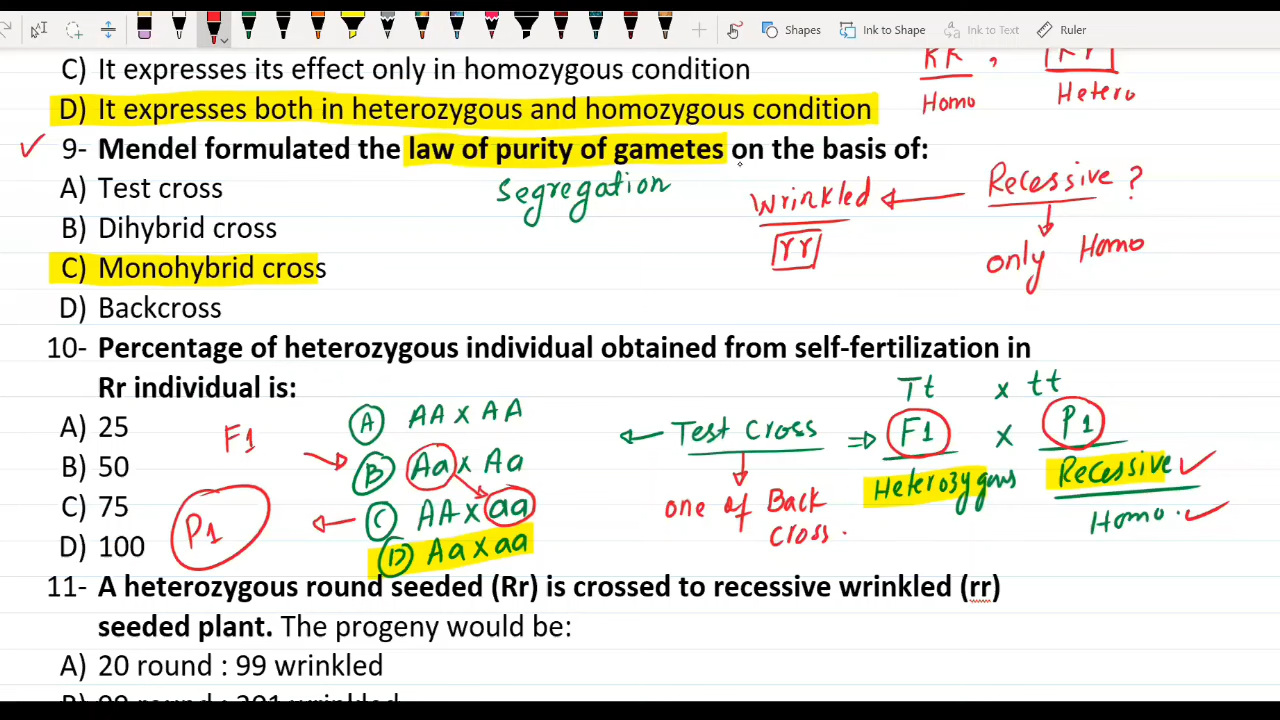 Shapes
Ink to Shape
Ink to Text
Ruler
C) It expresses its effect only in homozygous condition
RR , Rr
Homo Hetero
D) It expresses both in heterozygous and homozygous condition
9- Mendel formulated the law of purity of gametes on the basis of:
A) Test cross
Segregation
Wrinkled
Recessive ?
rr
only Homo
B) Dihybrid cross
C) Monohybrid cross
D) Backcross
10- Percentage of heterozygous individual obtained from self-fertilization in
Rr individual is:
A) 25
B) 50
C) 75
D) 100
F1
P1
A AA x AA
B Aa x Aa
C AA x aa
D Aa x aa
Test Cross
one of Back
Cross.
Tt x tt
F1 x P1
Heterozygous Recessive
Homo.
11- A heterozygous round seeded (Rr) is crossed to recessive wrinkled (rr)
seeded plant. The progeny would be:
A) 20 round : 99 wrinkled